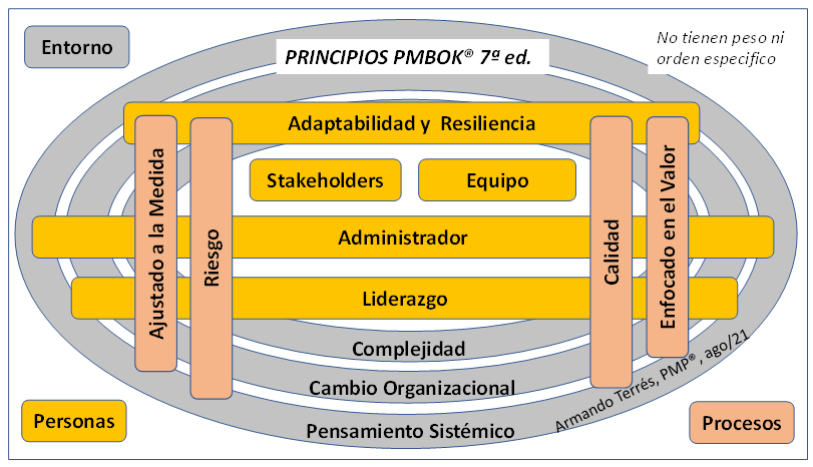 Entorno
PRINCIPIOS PMBOK® 7ª ed.
No tienen peso ni
orden especifico
Adaptabilidad y Resiliencia
Ajustado a la Medida
Riesgo
Stakeholders
Equipo
Calidad
Enfocado en el Valor
Administrador
Liderazgo
Complejidad
Cambio Organizacional
Pensamiento Sistémico
Armando Terrés, PMP®, ago/21
Personas
Procesos